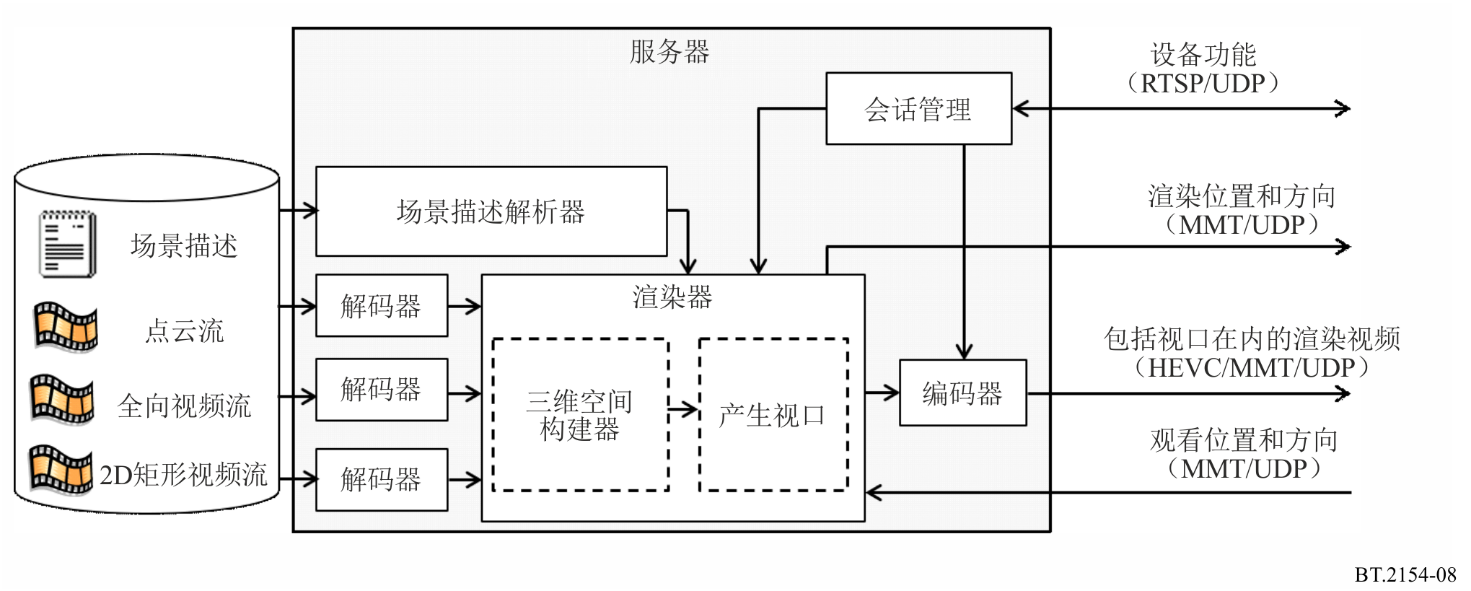 服务器
设备功能
（RTSP/UDP）
会话管理
场景描述
点云流
全向视频流
2D矩形视频流
场景描述解析器
渲染位置和方向
（MMT/UDP）
解码器
解码器
解码器
渲染器
三维空间
构建器
产生视口
编码器
包括视口在内的渲染视频
（HEVC/MMT/UDP）
观看位置和方向
（MMT/UDP）
BT.2154-08